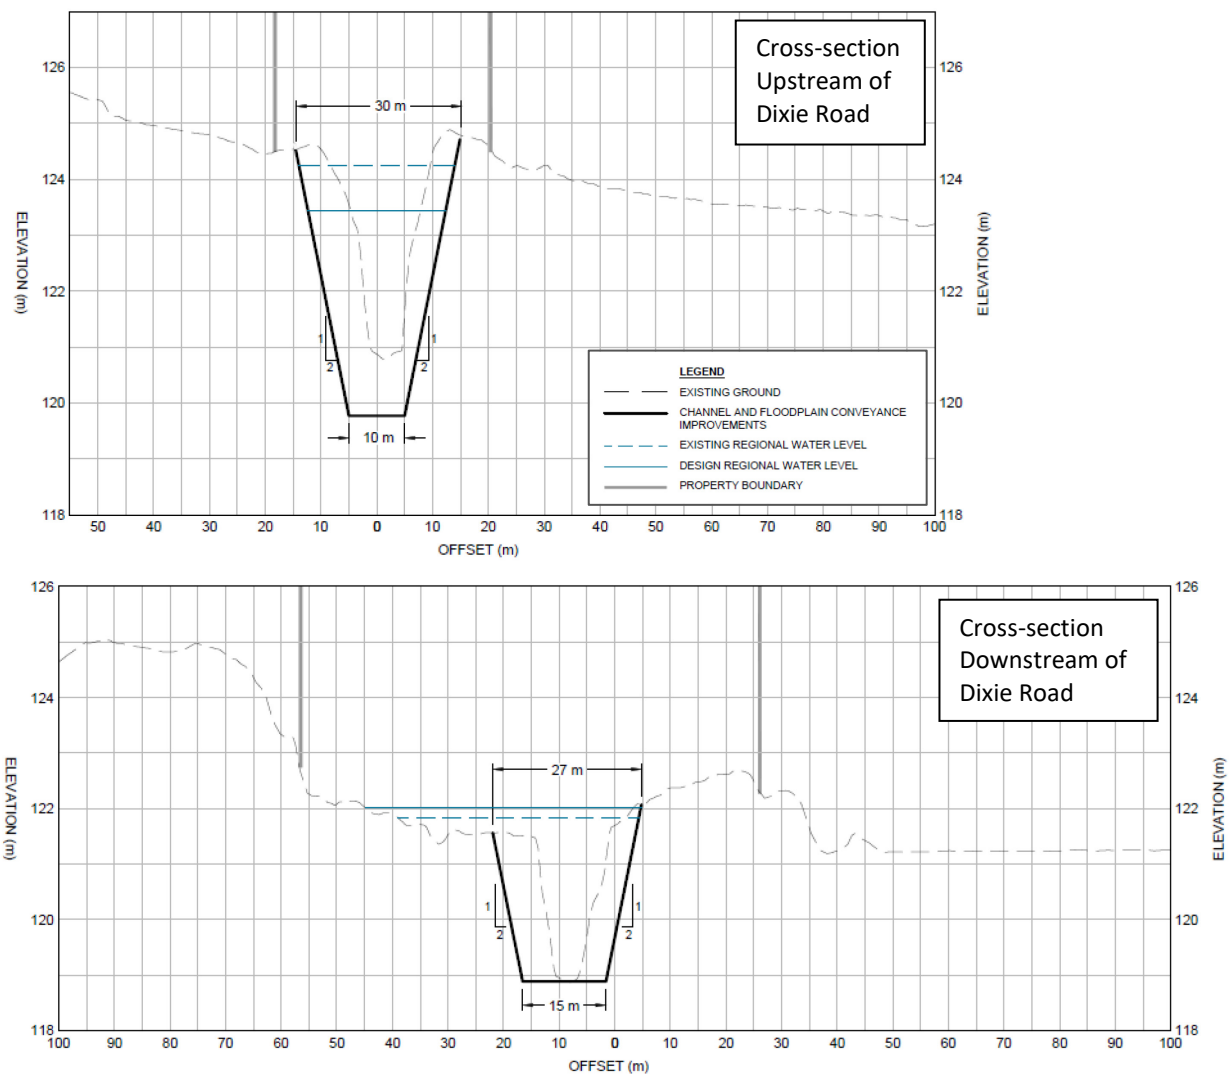 Cross-section
Upstream of
Dixie Road
126
126
30 m
124
124
ELEVATION (m)
ELEVATION (m)
122
122
1
2
1
2
LEGEND
EXISTING GROUND
CHANNEL AND FLOODPLAIN CONVEYANCE
IMPROVEMENTS
EXISTING REGIONAL WATER LEVEL
DESIGN REGIONAL WATER LEVEL
PROPERTY BOUNDARY
120
120
10 m
118
118
50 40 30 20 10 0 10 20 30 40 50 60 70 80 90 100
OFFSET (m)
126
126
Cross-section
Downstream of
Dixie Road
124
124
ELEVATION (m)
ELEVATION (m)
27 m
122
122
1
2
1
2
120
120
15 m
118
118
100 90 80 70 60 50 40 30 20 10 0 10 20 30 40 50 60 70 80 90 100
OFFSET (m)